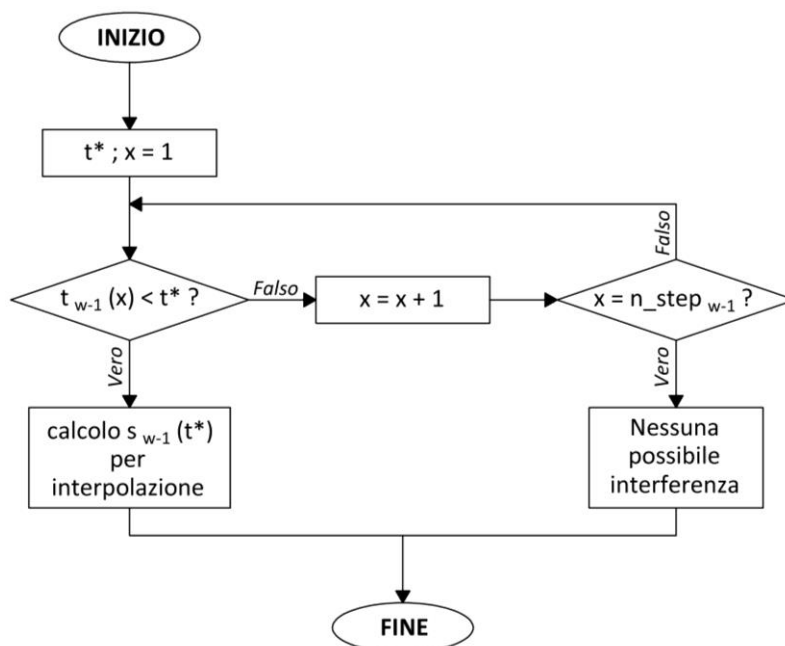 INIZIO
t* ; x = 1
t w-1 (x) < t* ?
Falso
x = x + 1
x = n_step w-1 ?
Falso
Vero
Vero
calcolo s w-1 (t*)
per
interpolazione
Nessuna
possibile
interferenza
FINE